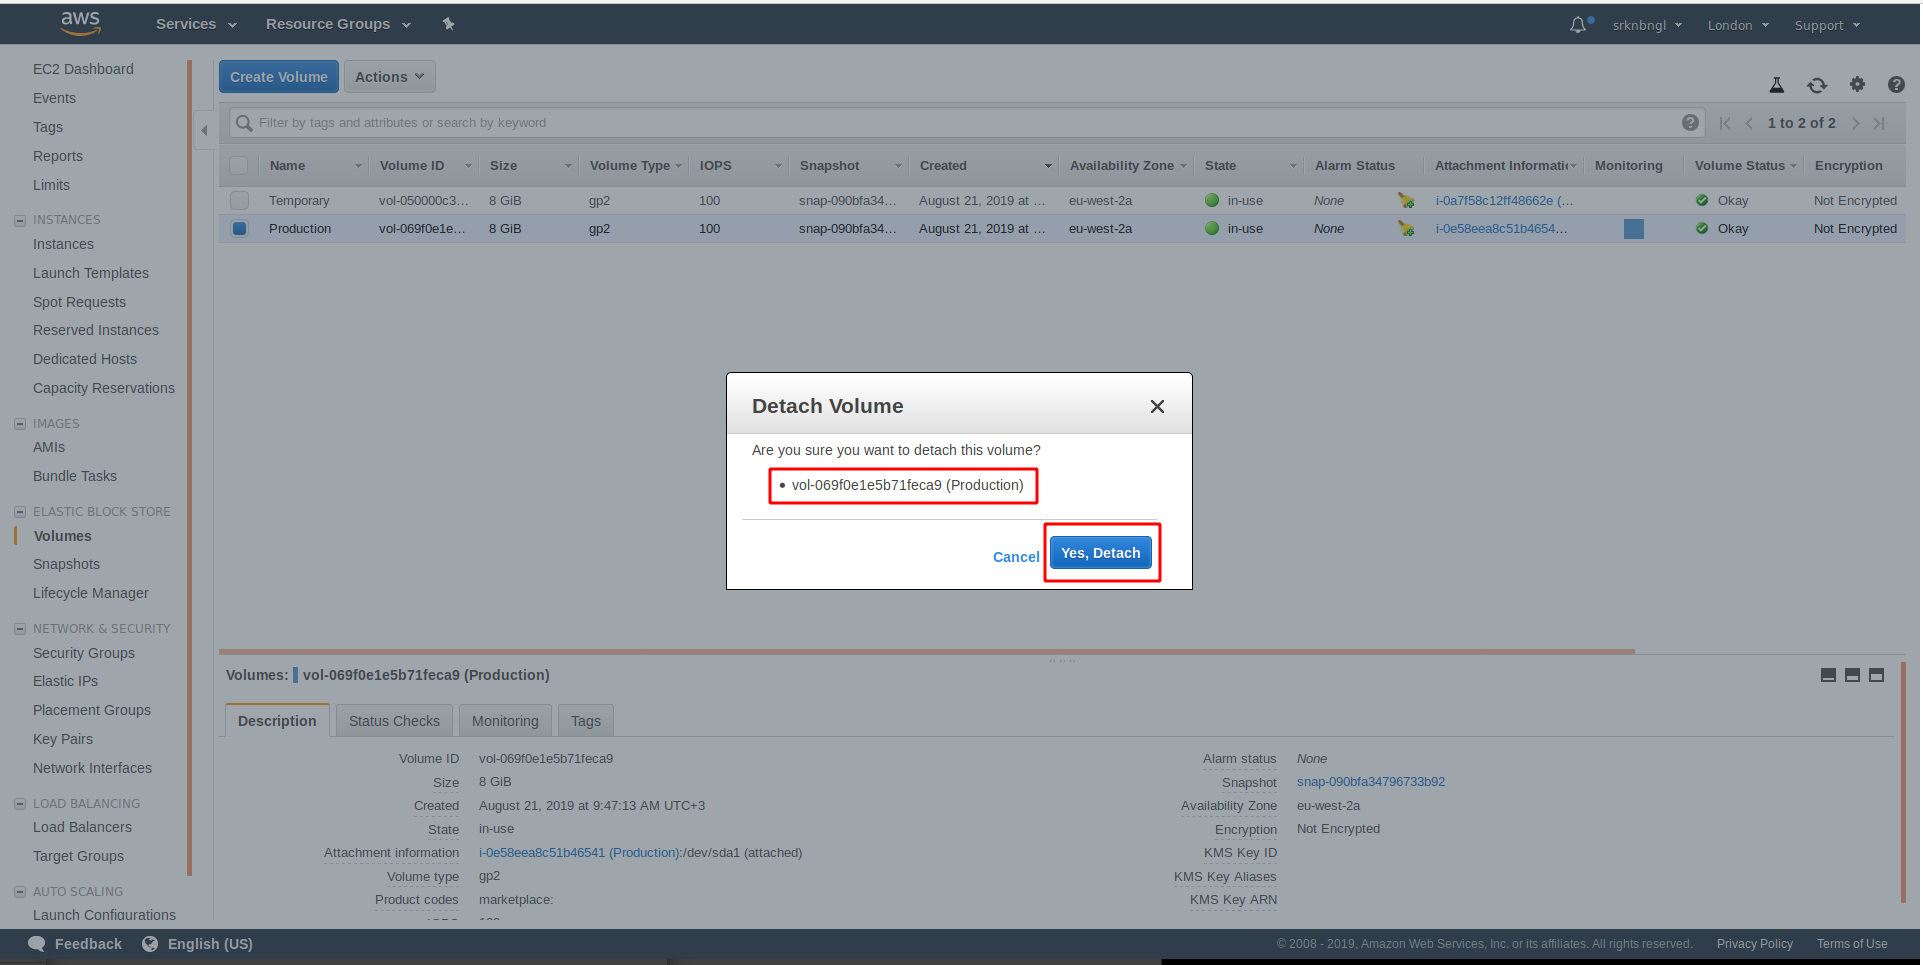 aws Services Resource Groups srknbngl London Support
EC2 Dashboard
Events
Tags
Reports
Limits
INSTANCES
Instances
Launch Templates
Spot Requests
Reserved Instances
Dedicated Hosts
Capacity Reservations
IMAGES
AMIs
Bundle Tasks
ELASTIC BLOCK STORE
Volumes
Snapshots
Lifecycle Manager
NETWORK & SECURITY
Security Groups
Elastic IPs
Placement Groups
Key Pairs
Network Interfaces
LOAD BALANCING
Load Balancers
Target Groups
AUTO SCALING
Launch Configurations
Create Volume Actions
Filter by tags and attributes or search by keyword 1 to 2 of 2
Name Volume ID Size Volume Type IOPS Snapshot Created Availability Zone State Alarm Status Attachment Informati Monitoring Volume Status Encryption
Temporary vol-050000c3... 8 GiB gp2 100 snap-090bfa34... August 21, 2019 at ... eu-west-2a in-use None i-0a7f58c12ff48662e (... Okay Not Encrypted
Production vol-069f0e1e... 8 GiB gp2 100 snap-090bfa34... August 21, 2019 at ... eu-west-2a in-use None i-0e58eea8c51b4654... Okay Not Encrypted
Detach Volume
Are you sure you want to detach this volume?
• vol-069f0e1e5b71feca9 (Production)
Cancel Yes, Detach
Volumes: vol-069f0e1e5b71feca9 (Production)
Description Status Checks Monitoring Tags
Volume ID vol-069f0e1e5b71feca9 Alarm status None
Size 8 GiB Snapshot snap-090bfa34796733b92
Created August 21, 2019 at 9:47:13 AM UTC+3 Availability Zone eu-west-2a
State in-use Encryption Not Encrypted
Attachment information i-0e58eea8c51b46541 (Production):/dev/sda1 (attached) KMS Key ID
Volume type gp2 KMS Key Aliases
Product codes marketplace: KMS Key ARN
Feedback English (US) © 2008 - 2019, Amazon Web Services, Inc. or its affiliates. All rights reserved. Privacy Policy Terms of Use